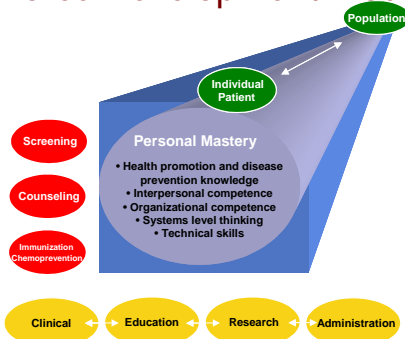 Population
Individual
Patient
Screening
Personal Mastery
• Health promotion and disease
prevention knowledge
• Interpersonal competence
Counseling
• Organizational competence
• Systems level thinking
• Technical skills
Immunization
Chemoprevention
Clinical
Education
Research
Administration